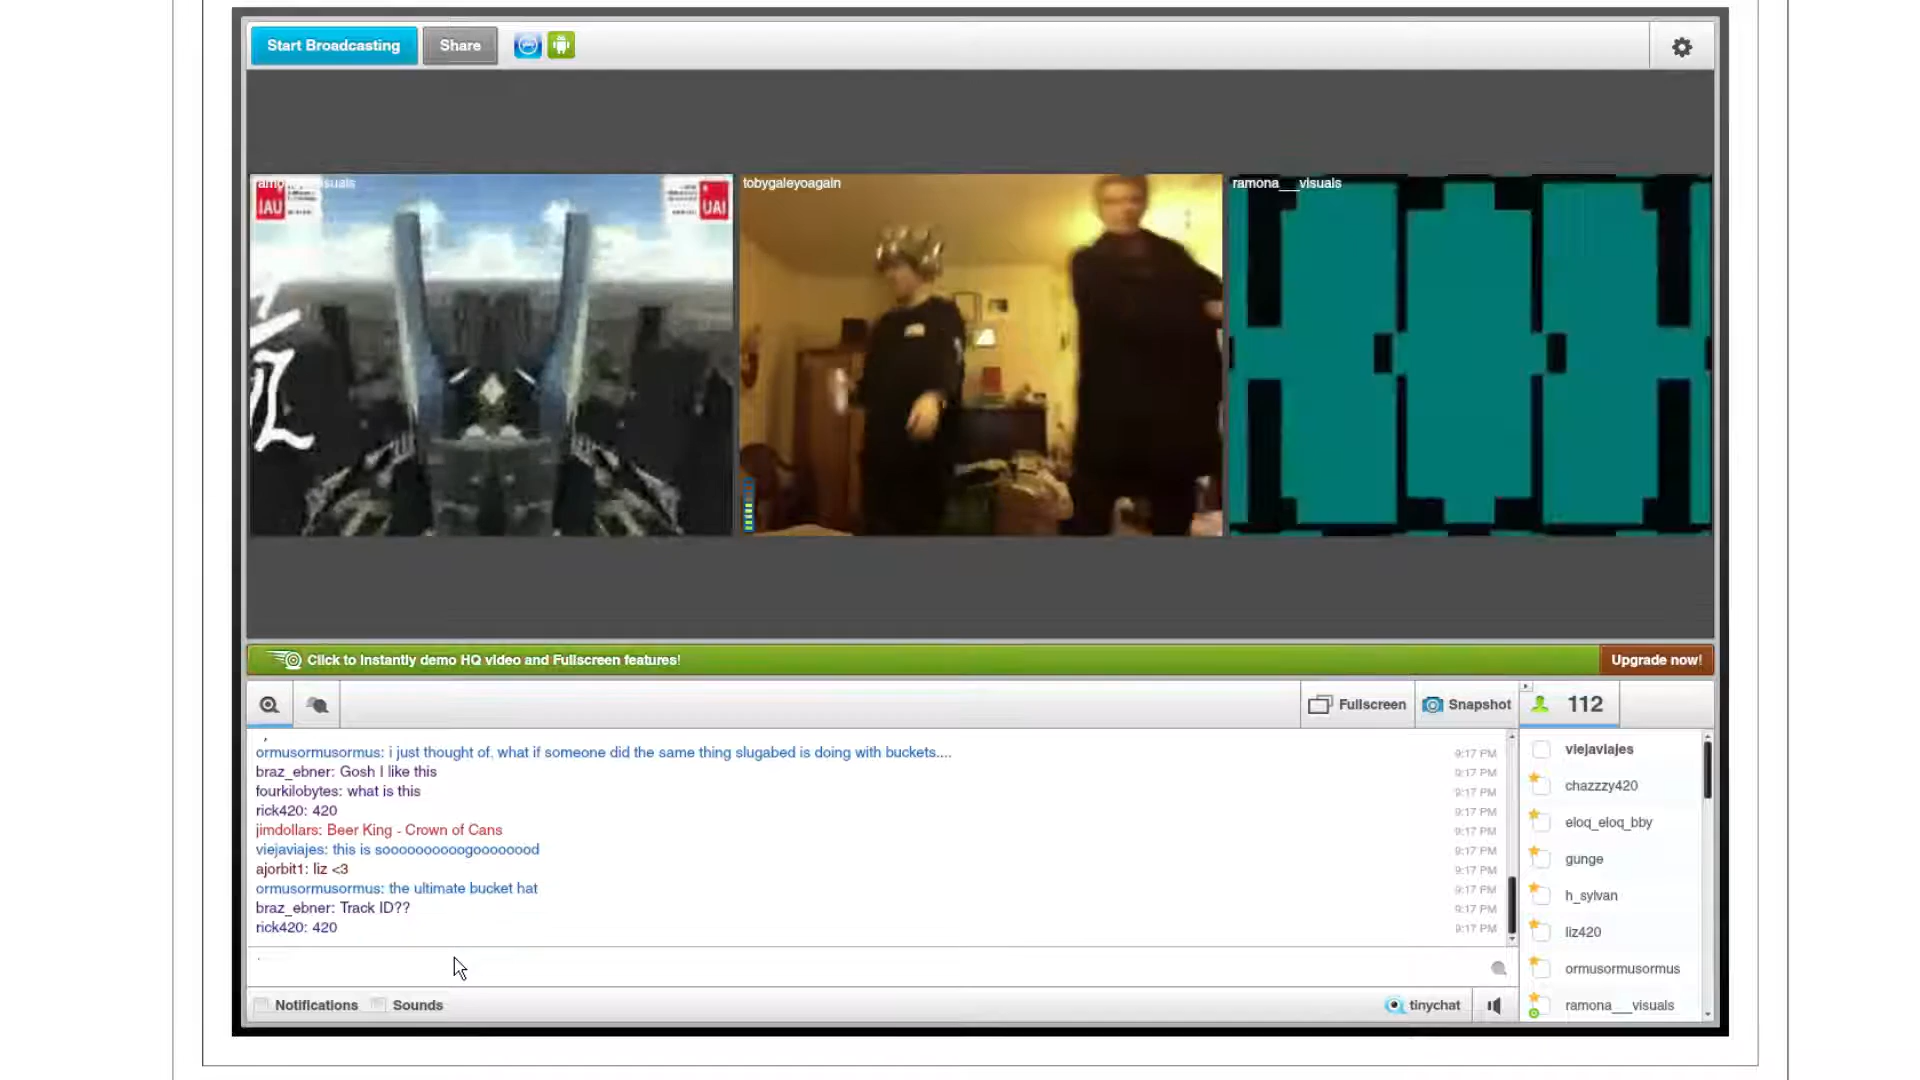 Start Broadcasting
Share
IAU
UAI
tobygaleyoagain
ramona___visuals
Click to instantly demo HQ video and Fullscreen features!
Upgrade now!
Fullscreen
Snapshot
112
ormusormusormus: i just thought of, what if someone did the same thing slugabed is doing with buckets.... 9:17 PM
braz_ebner: Gosh I like this 9:17 PM
fourkilobytes: what is this 9:17 PM
rick420: 420 9:17 PM
jimdollars: Beer King - Crown of Cans 9:17 PM
viejaviajes: this is soooooooooogoooooood 9:17 PM
ajorbit1: liz <3 9:17 PM
ormusormusormus: the ultimate bucket hat 9:17 PM
braz_ebner: Track ID?? 9:17 PM
rick420: 420 9:17 PM
viejaviajes
chazzzy420
eloq_eloq_bby
gunge
h_sylvan
liz420
ormusormusormus
ramona___visuals
Notifications
Sounds
tinychat